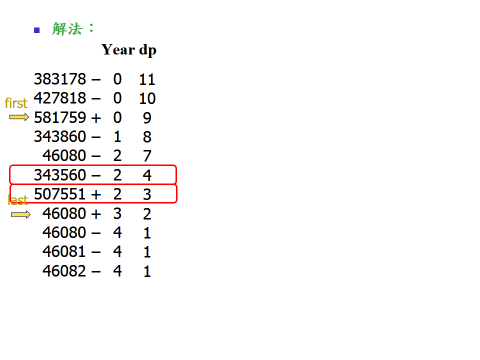 解法：
Year dp
383178 – 0 11
427818 – 0 10
first
581759 + 0 9
343860 – 1 8
46080 – 2 7
343560 – 2 4
507551 + 2 3
last
46080 + 3 2
46080 – 4 1
46081 – 4 1
46082 – 4 1